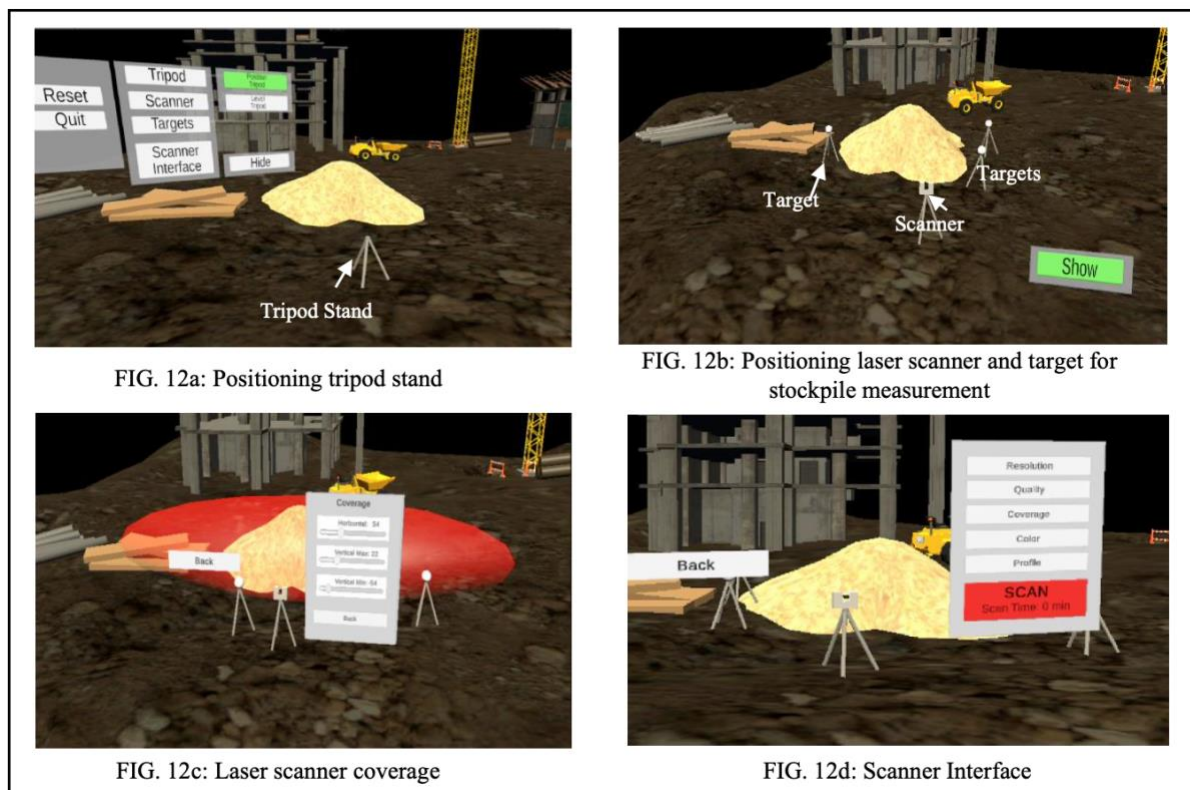 Reset
Quit
Tripod
Scanner
Targets
Scanner
Interface
Position
Tripod
Level
Tripod
Hide
Tripod Stand
FIG. 12a: Positioning tripod stand
Target
Targets
Scanner
Show
FIG. 12b: Positioning laser scanner and target for
stockpile measurement
Coverage
Horizontal: 34
Vertical Max: 22
Vertical Min: -54
Back
Back
FIG. 12c: Laser scanner coverage
Back
Resolution
Quality
Coverage
Color
Profile
SCAN
Scan Time: 0 min
FIG. 12d: Scanner Interface